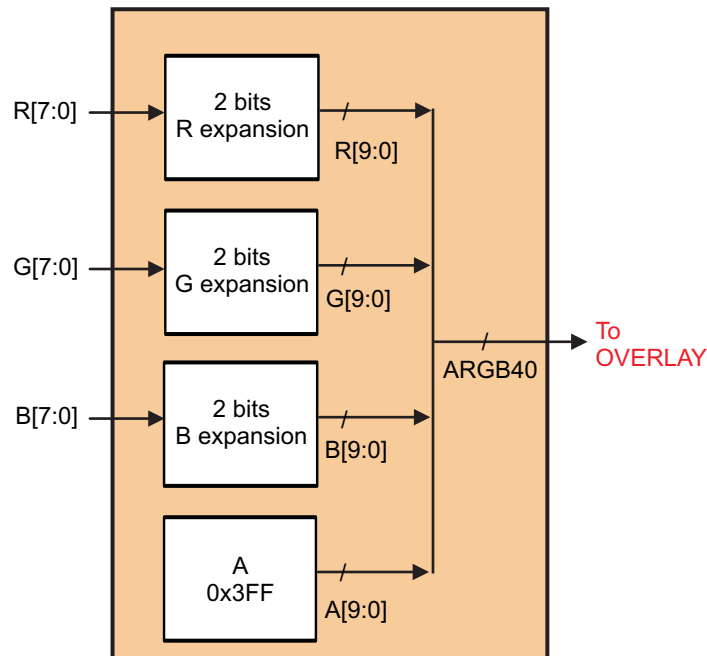 R[7:0]
2 bits
R expansion
R[9:0]
G[7:0]
2 bits
G expansion
G[9:0]
To
OVERLAY
ARGB40
B[7:0]
2 bits
B expansion
B[9:0]
A
0x3FF
A[9:0]